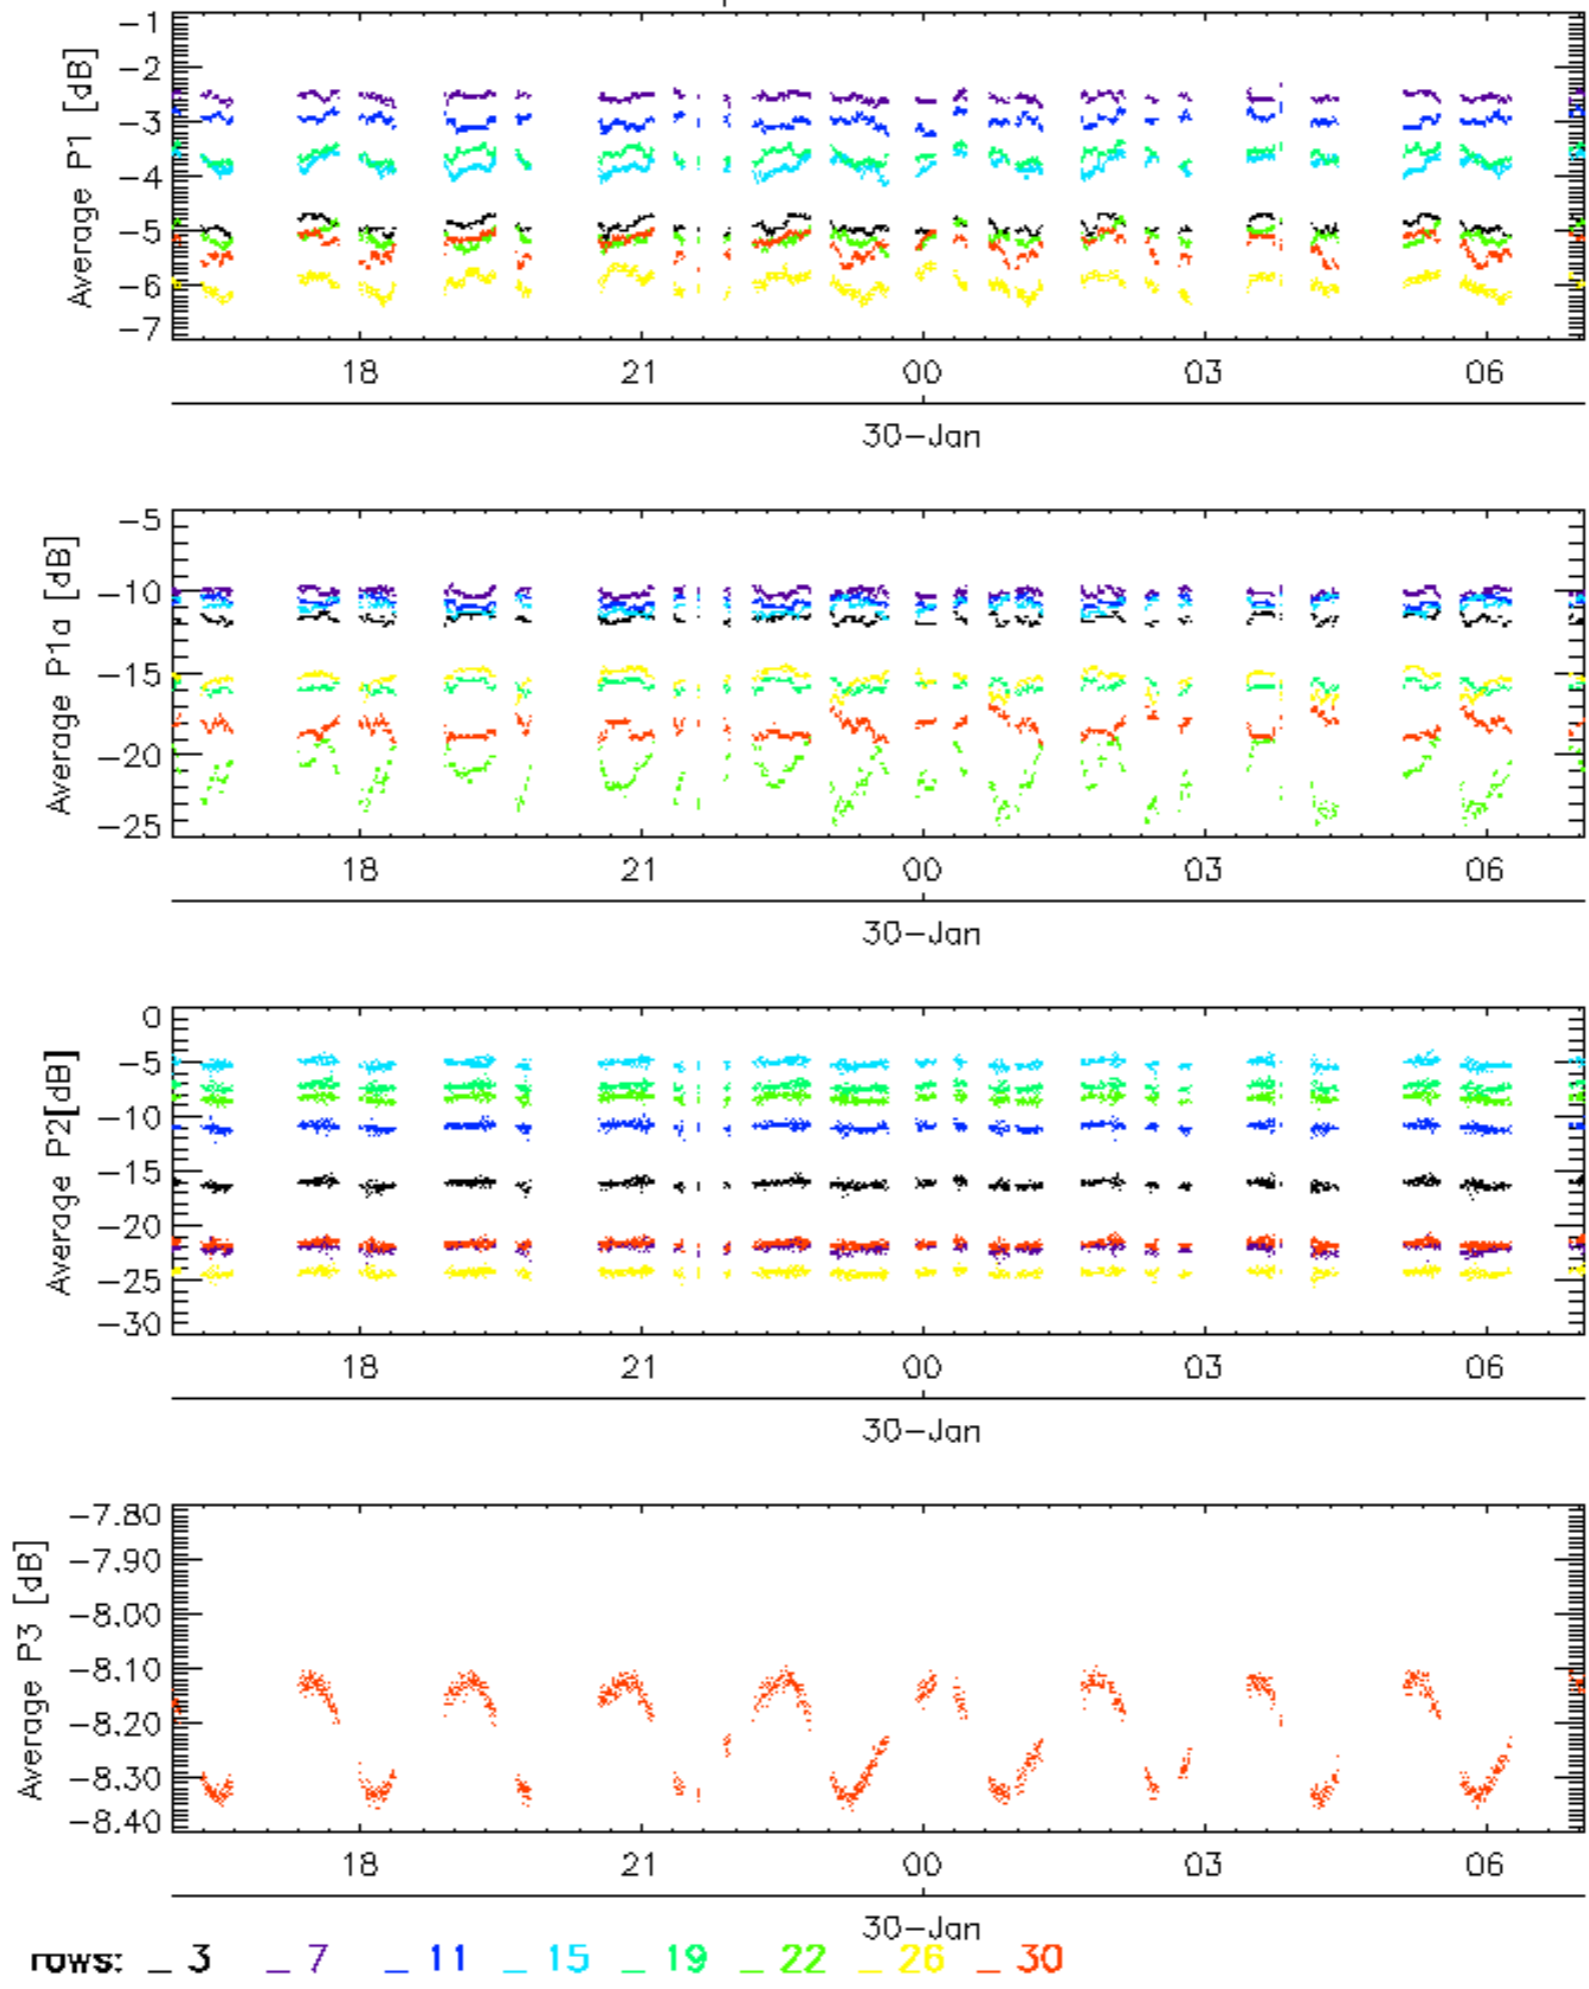 Average P1 [dB]
-1
-2
-3
-4
-5
-6
-7
18 21 00 03 06
30-Jan
Average P1a [dB]
-5
-10
-15
-20
-25
18 21 00 03 06
30-Jan
Average P2[dB]
0
-5
-10
-15
-20
-25
-30
18 21 00 03 06
30-Jan
Average P3 [dB]
-7.80
-7.90
-8.00
-8.10
-8.20
-8.30
-8.40
18 21 00 03 06
30-Jan
rows: _ 3 _ 7 _ 11 _ 15 _ 19 _ 22 _ 26 _ 30